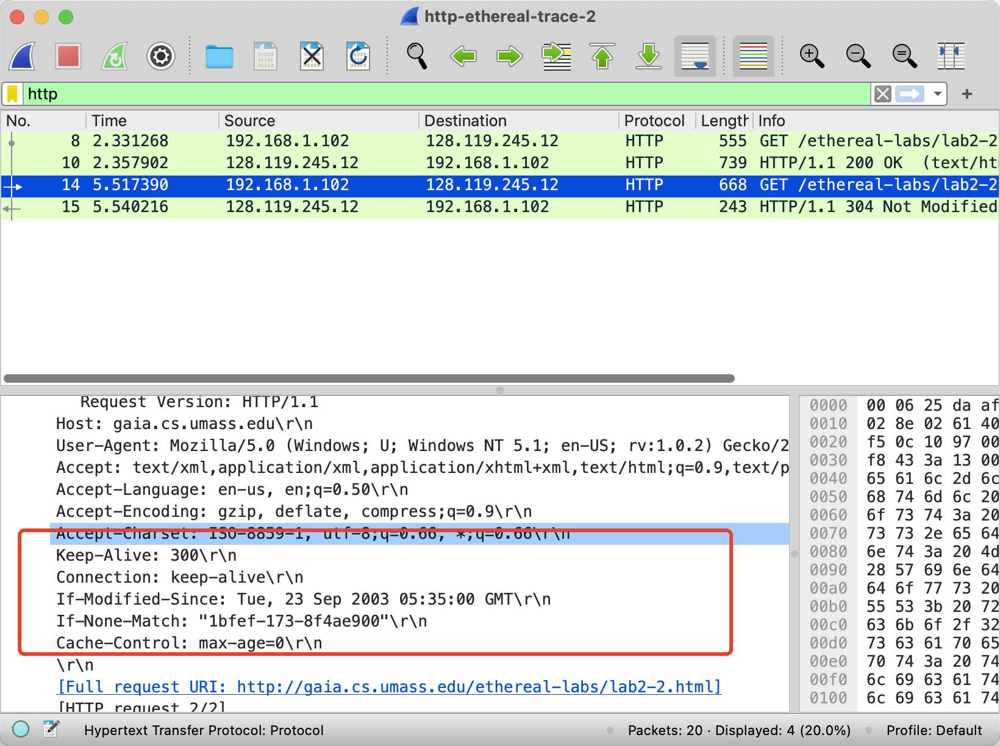 http-ethereal-trace-2
http
No. Time Source Destination Protocol Length Info
8 2.331268 192.168.1.102 128.119.245.12 HTTP 555 GET /ethereal-labs/lab2-2
10 2.357902 128.119.245.12 192.168.1.102 HTTP 739 HTTP/1.1 200 OK (text/ht
14 5.517390 192.168.1.102 128.119.245.12 HTTP 668 GET /ethereal-labs/lab2-2
15 5.540216 128.119.245.12 192.168.1.102 HTTP 243 HTTP/1.1 304 Not Modified
Request Version: HTTP/1.1
Host: gaia.cs.umass.edu\r\n
User-Agent: Mozilla/5.0 (Windows; U; Windows NT 5.1; en-US; rv:1.0.2) Gecko/2
Accept: text/xml,application/xml,application/xhtml+xml,text/html;q=0.9,text/p
Accept-Language: en-us, en;q=0.50\r\n
Accept-Encoding: gzip, deflate, compress;q=0.9\r\n
Accept-Charset: ISO-8859-1, utf-8;q=0.66, *;q=0.66\r\n
Keep-Alive: 300\r\n
Connection: keep-alive\r\n
If-Modified-Since: Tue, 23 Sep 2003 05:35:00 GMT\r\n
If-None-Match: "1bfef-173-8f4ae900"\r\n
Cache-Control: max-age=0\r\n
\r\n
[Full request URI: http://gaia.cs.umass.edu/ethereal-labs/lab2-2.html]
[HTTP request 2/2]
0000 00 06 25 da af
0010 02 8e 02 61 40
0020 f5 0c 10 97 00
0030 f8 43 3a 13 00
0040 65 61 6c 2d 6c
0050 68 74 6d 6c 20
0060 6f 73 74 3a 20
0070 73 73 2e 65 64
0080 6e 74 3a 20 4d
0090 28 57 69 6e 64
00a0 64 6f 77 73 20
00b0 55 53 3b 20 72
00c0 63 6b 6f 2f 32
00d0 73 63 61 70 65
00e0 70 74 3a 20 74
00f0 6c 69 63 61 74
0100 6c 69 63 61 74
Hypertext Transfer Protocol: Protocol
Packets: 20 · Displayed: 4 (20.0%)
Profile: Default